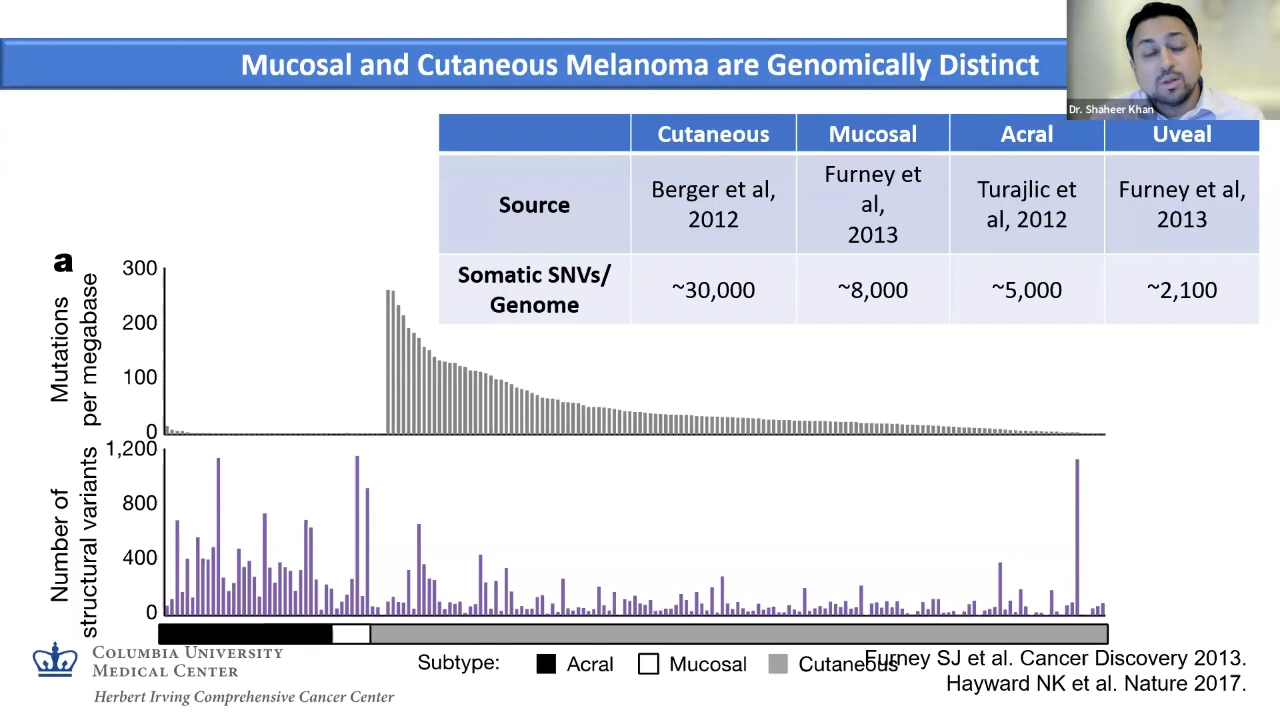 Mucosal and Cutaneous Melanoma are Genomically Distinct
Dr. Shaheer Khan
Cutaneous Mucosal Acral Uveal
Source
Berger et al,
2012
Furney et
al,
2013
Turajlic et
al, 2012
Furney et al,
2013
Somatic SNVs/
Genome
~30,000 ~8,000 ~5,000 ~2,100
a
Mutations
per megabase
300
200
100
0
Number of
structural variants
1,200
800
400
0
Subtype: Acral Mucosal Cutaneous
COLUMBIA UNIVERSITY
MEDICAL CENTER
Herbert Irving Comprehensive Cancer Center
Furney SJ et al. Cancer Discovery 2013.
Hayward NK et al. Nature 2017.